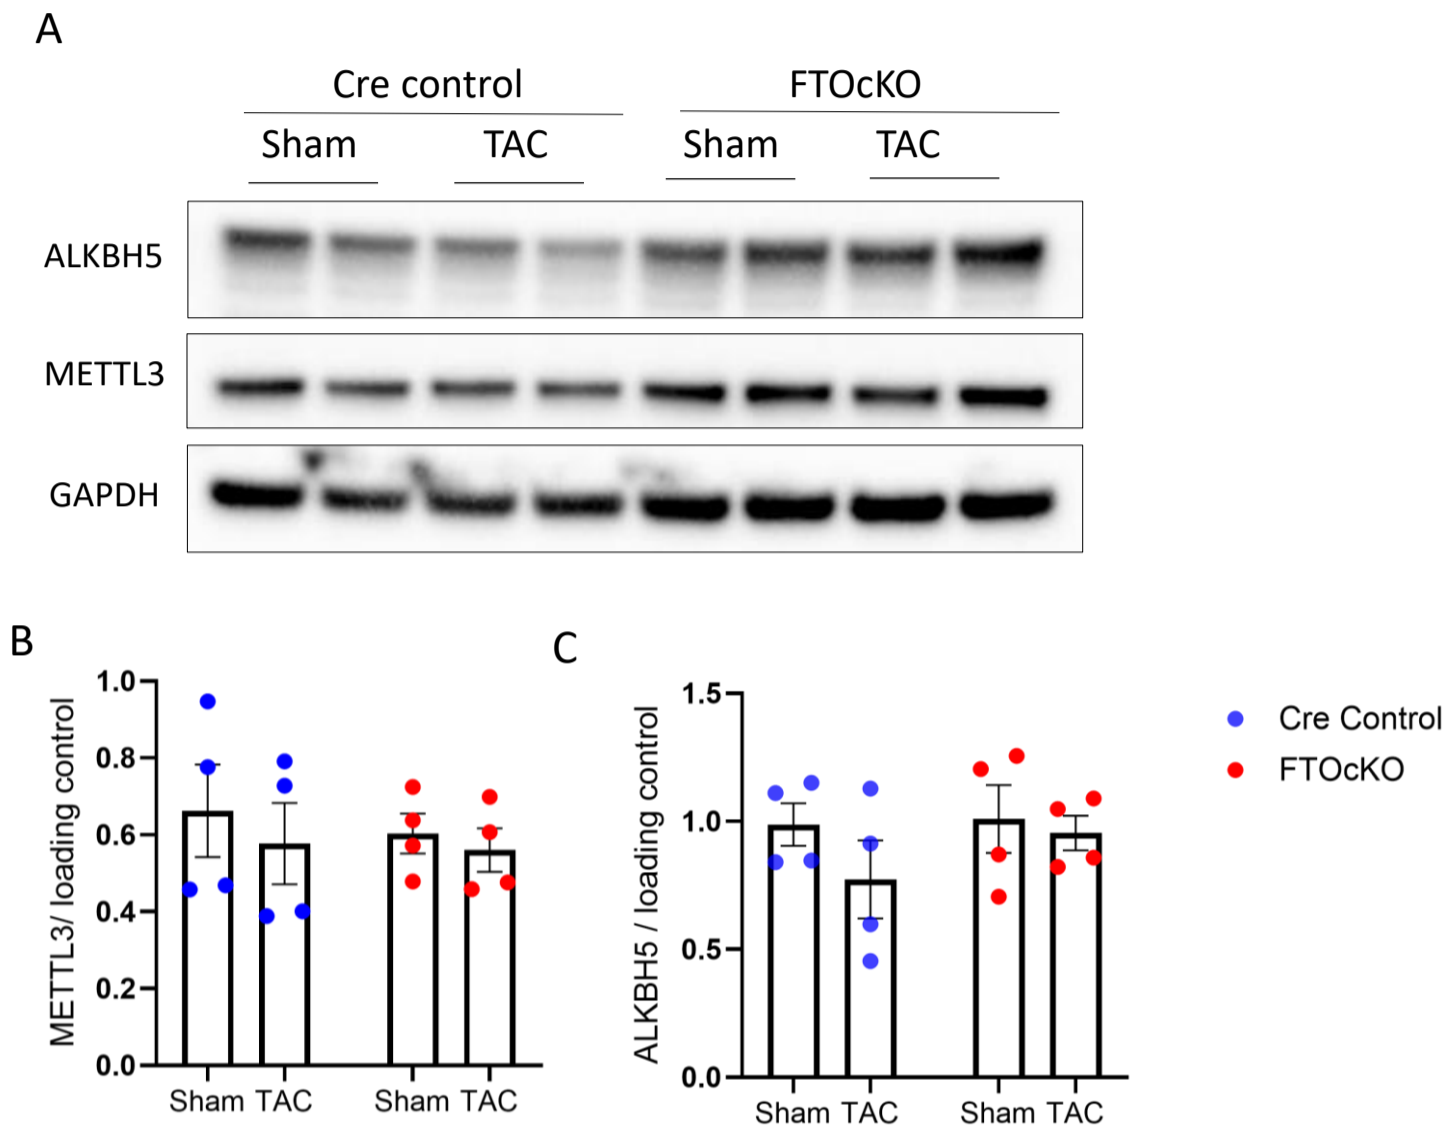 A
Cre control FTOcKO
Sham TAC Sham TAC
ALKBH5
METTL3
GAPDH
B
METTL3/ loading control
1.0
0.8
0.6
0.4
0.2
0.0
Sham TAC Sham TAC
C
ALKBH5 / loading control
1.5
1.0
0.5
0.0
Sham TAC Sham TAC
Cre Control
FTOcKO